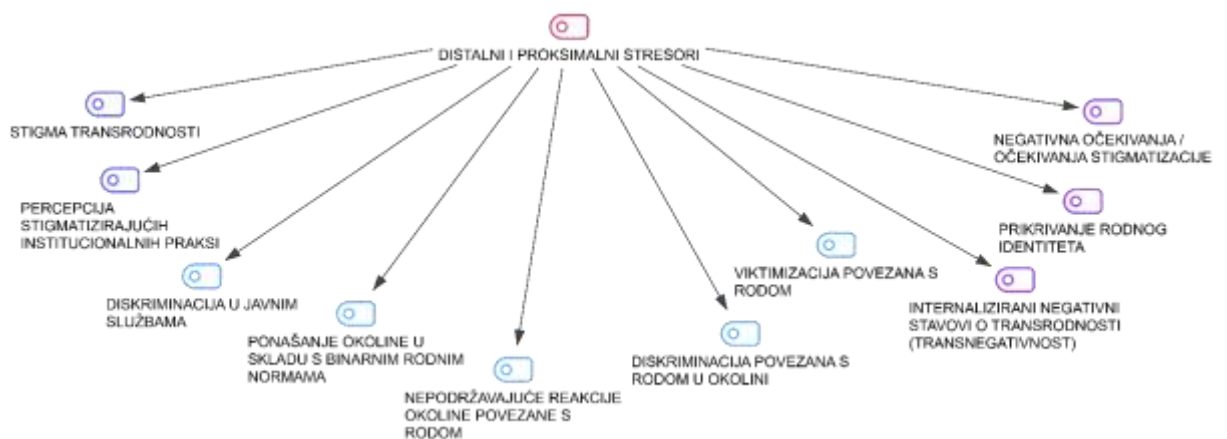 DISTALNI I PROKSIMALNI STRESORI
STIGMA TRANSRODNOSTI
PERCEPCIJA
STIGMATIZIRAJUĆIH
INSTITUCIONALNIH PRAKSI
DISKRIMINACIJA U JAVNIM
SLUŽBAMA
PONAŠANJE OKOLINE U
SKLADU S BINARNIM RODNIM
NORMAMA
NEPODRŽAVAJUĆE REAKCIJE
OKOLINE POVEZANE S
RODOM
DISKRIMINACIJA POVEZANA S
RODOM U OKOLINI
VIKTIMIZACIJA POVEZANA S
RODOM
INTERNALIZIRANI NEGATIVNI
STAVOVI O TRANSRODNOSTI
(TRANSNEGATIVNOST)
PRIKRIVANJE RODNOG
IDENTITETA
NEGATIVNA OČEKIVANJA /
OČEKIVANJA STIGMATIZACIJE